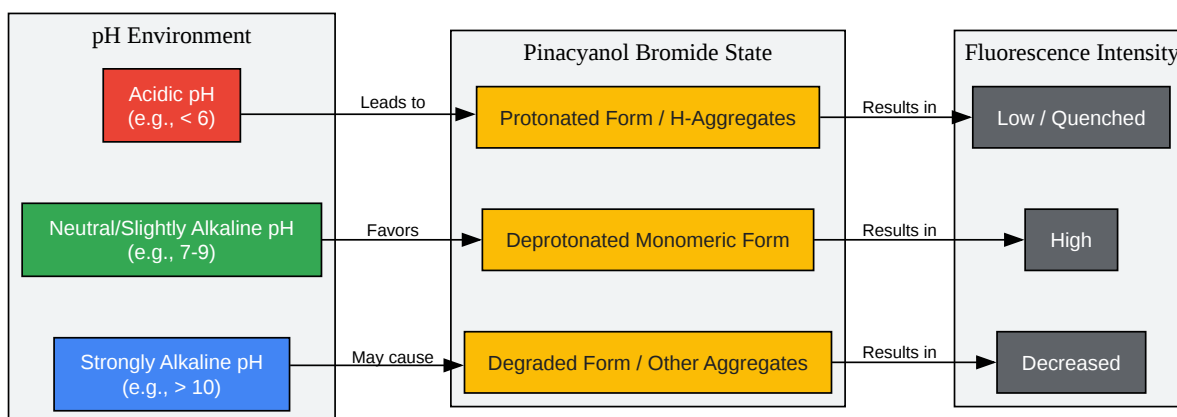 pH Environment
Pinacyanol Bromide State
Fluorescence Intensity
Acidic pH
(e.g., < 6)
Leads to
Protonated Form / H-Aggregates
Results in
Low / Quenched
Neutral/Slightly Alkaline pH
(e.g., 7-9)
Favors
Deprotonated Monomeric Form
Results in
High
Strongly Alkaline pH
(e.g., > 10)
May cause
Degraded Form / Other Aggregates
Results in
Decreased